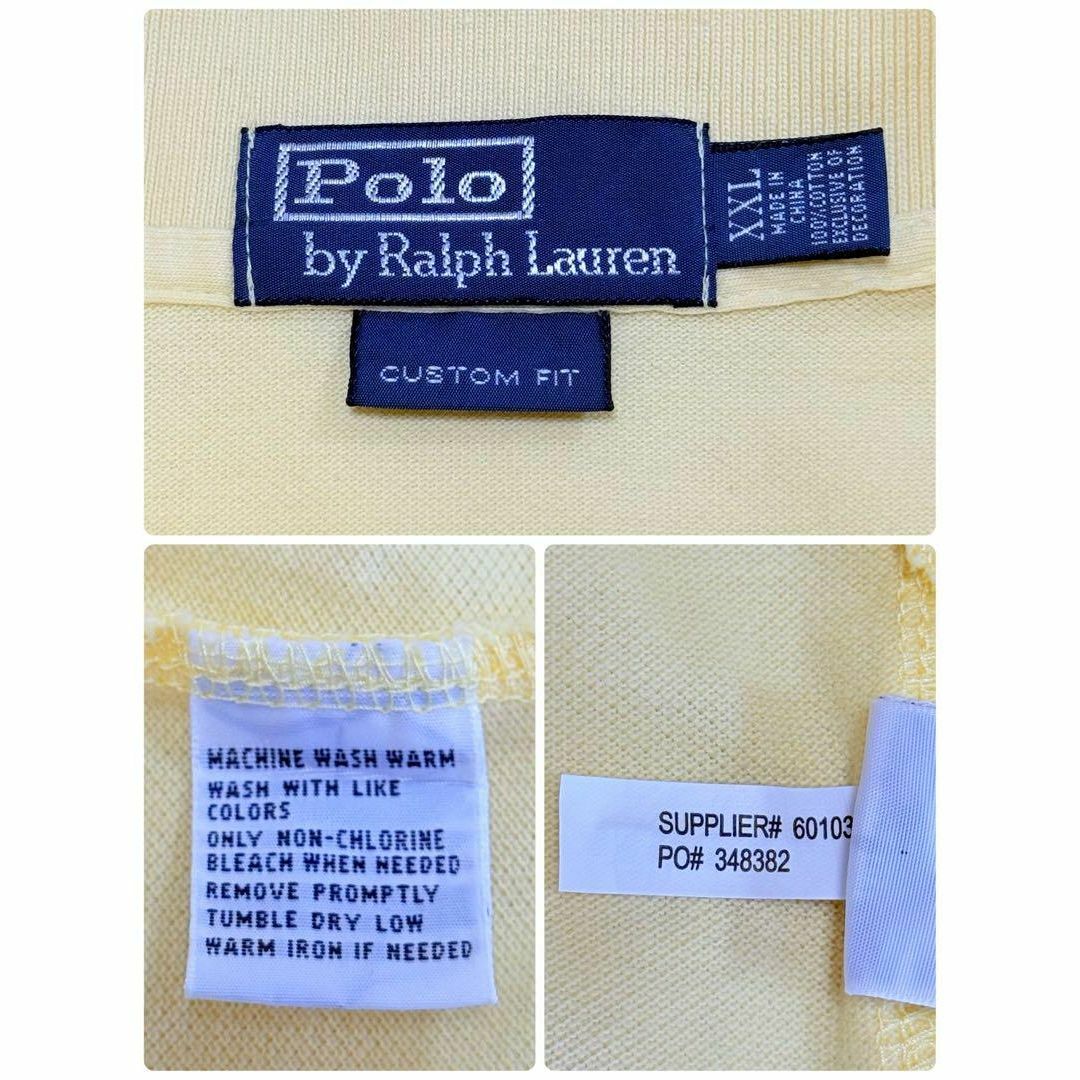 Polo
by Ralph Lauren
XXL
MADE IN
CHINA
100% COTTON
EXCLUSIVE OF
DECORATION
CUSTOM FIT
MACHINE WASH WARM
WASH WITH LIKE
COLORS
ONLY NON-CHLORINE
BLEACH WHEN NEEDED
REMOVE PROMPTLY
TUMBLE DRY LOW
WARM IRON IF NEEDED
SUPPLIER# 60103
PO# 348382